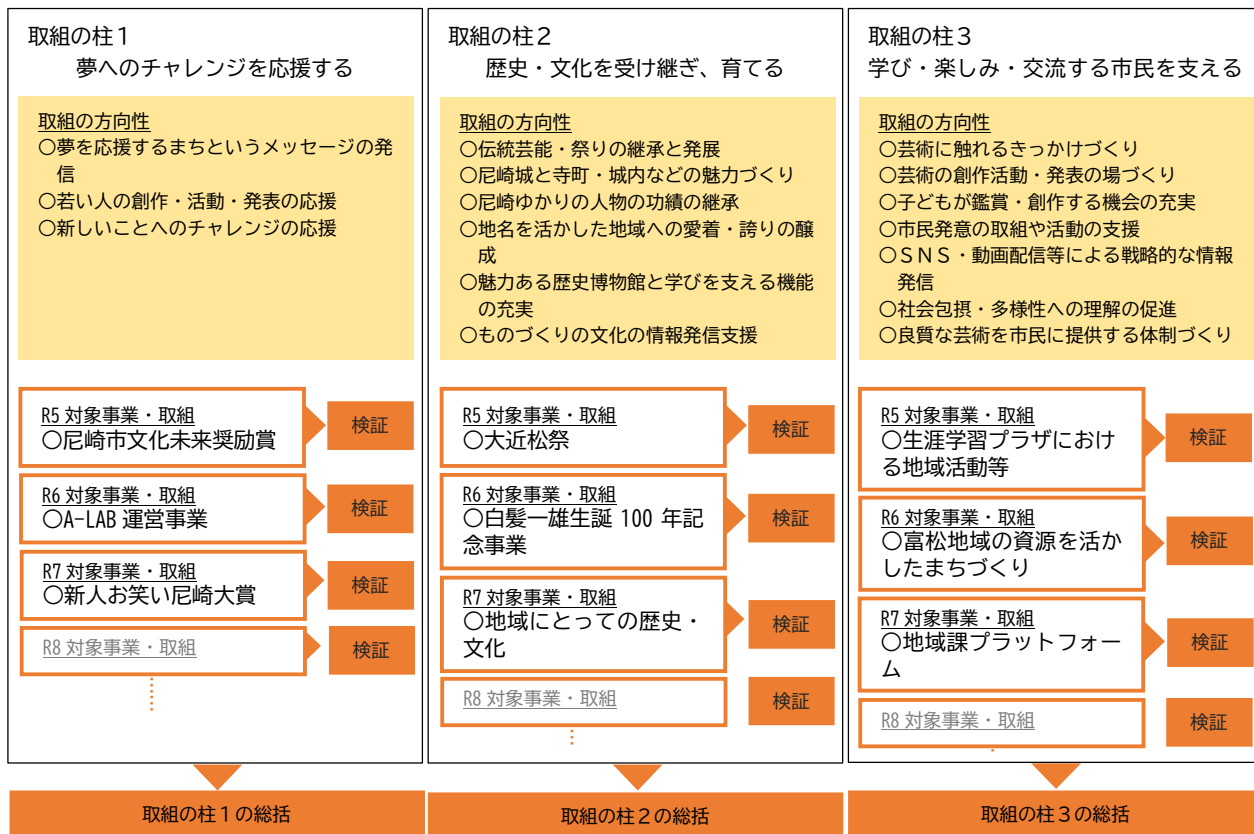 取組の柱１
夢へのチャレンジを応援する
取組の方向性
○夢を応援するまちというメッセージの発
信
○若い人の創作・活動・発表の応援
○新しいことへのチャレンジの応援
R5 対象事業・取組
○尼崎市文化未来奨励賞
検証
R6 対象事業・取組
○A-LAB 運営事業
検証
R7 対象事業・取組
○新人お笑い尼崎大賞
検証
R8 対象事業・取組
検証
取組の柱１の総括
取組の柱２
歴史・文化を受け継ぎ、育てる
取組の方向性
○伝統芸能・祭りの継承と発展
○尼崎城と寺町・城内などの魅力づくり
○尼崎ゆかりの人物の功績の継承
○地名を活かした地域への愛着・誇りの醸
成
○魅力ある歴史博物館と学びを支える機能
の充実
○ものづくりの文化の情報発信支援
R5 対象事業・取組
○大近松祭
検証
R6 対象事業・取組
○白髪一雄生誕 100 年記
念事業
検証
R7 対象事業・取組
○地域にとっての歴史・
文化
検証
R8 対象事業・取組
検証
取組の柱２の総括
取組の柱３
学び・楽しみ・交流する市民を支える
取組の方向性
○芸術に触れるきっかけづくり
○芸術の創作活動・発表の場づくり
○子どもが鑑賞・創作する機会の充実
○市民発意の取組や活動の支援
○ＳＮＳ・動画配信等による戦略的な情報
発信
○社会包摂・多様性への理解の促進
○良質な芸術を市民に提供する体制づくり
R5 対象事業・取組
○生涯学習プラザにおけ
る地域活動等
検証
R6 対象事業・取組
○富松地域の資源を活か
したまちづくり
検証
R7 対象事業・取組
○地域課プラットフォー
ム
検証
R8 対象事業・取組
検証
取組の柱３の総括